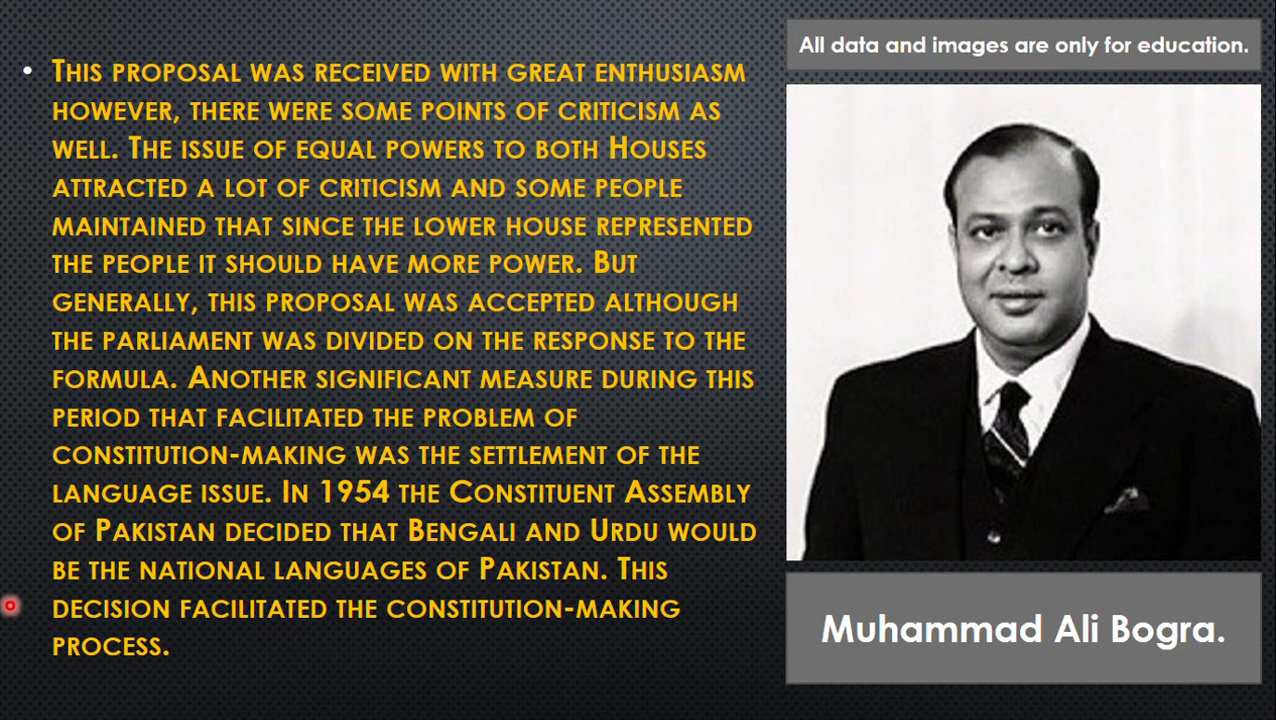 All data and images are only for education.
• This proposal was received with great enthusiasm
however, there were some points of criticism as
well. The issue of equal powers to both Houses
attracted a lot of criticism and some people
maintained that since the lower house represented
the people it should have more power. But
generally, this proposal was accepted although
the parliament was divided on the response to the
formula. Another significant measure during this
period that facilitated the problem of
constitution-making was the settlement of the
language issue. In 1954 the Constituent Assembly
of Pakistan decided that Bengali and Urdu would
be the national languages of Pakistan. This
decision facilitated the constitution-making
process.
Muhammad Ali Bogra.